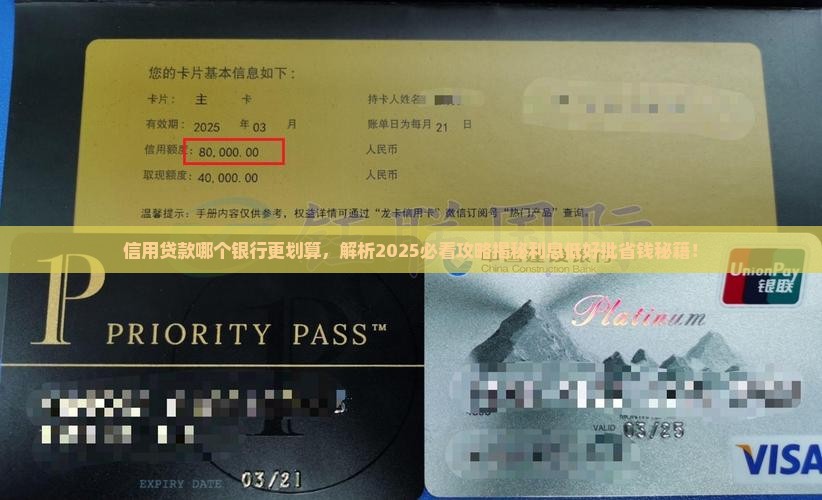 您的卡片基本信息如下：
卡片： 主 卡 持卡人姓名
有效期： 2025 年 03 月 账单日为每月 21 日
信用额度： 80,000.00 人民币
取现额度： 40,000.00 人民币
温馨提示：手册内容仅供参考，权益详情可通过“龙卡信用卡”微信订阅号“热门产品”查询。
信用贷款哪个银行更划算，解析2025必看攻略揭秘利息低好批省钱秘籍！
中国建设银行
China Construction Bank
UnionPay
银联
Platinum
P
PRIORITY PASS™
VALID 03/25
VISA
EXPIRY DATE 03/21